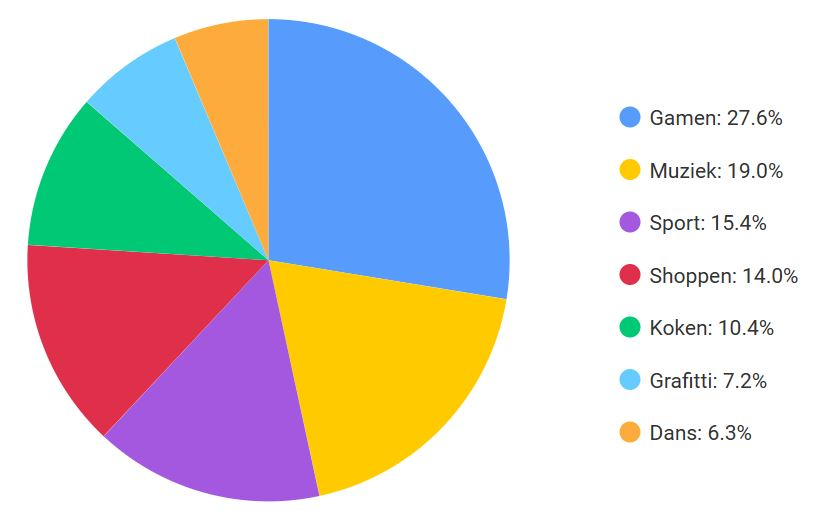 Gamen: 27.6%
Muziek: 19.0%
Sport: 15.4%
Shoppen: 14.0%
Koken: 10.4%
Grafitti: 7.2%
Dans: 6.3%